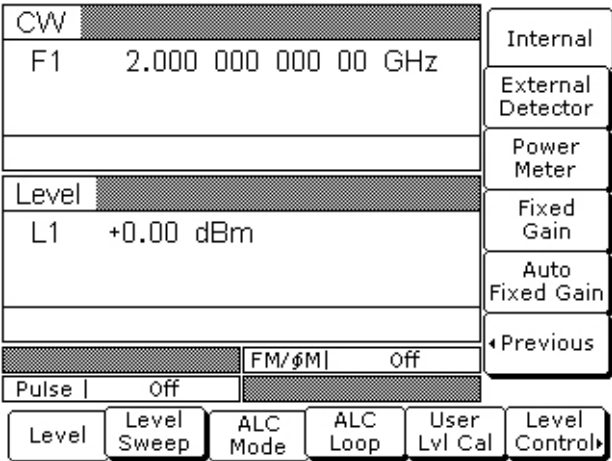 CW
F1 2.000 000 000 00 GHz
Level
L1 +0.00 dBm
FM/ϕM| Off
Pulse | Off
Internal
External
Detector
Power
Meter
Fixed
Gain
Auto
Fixed Gain
◂Previous
Level
Level
Sweep
ALC
Mode
ALC
Loop
User
Lvl Cal
Level
Control▸